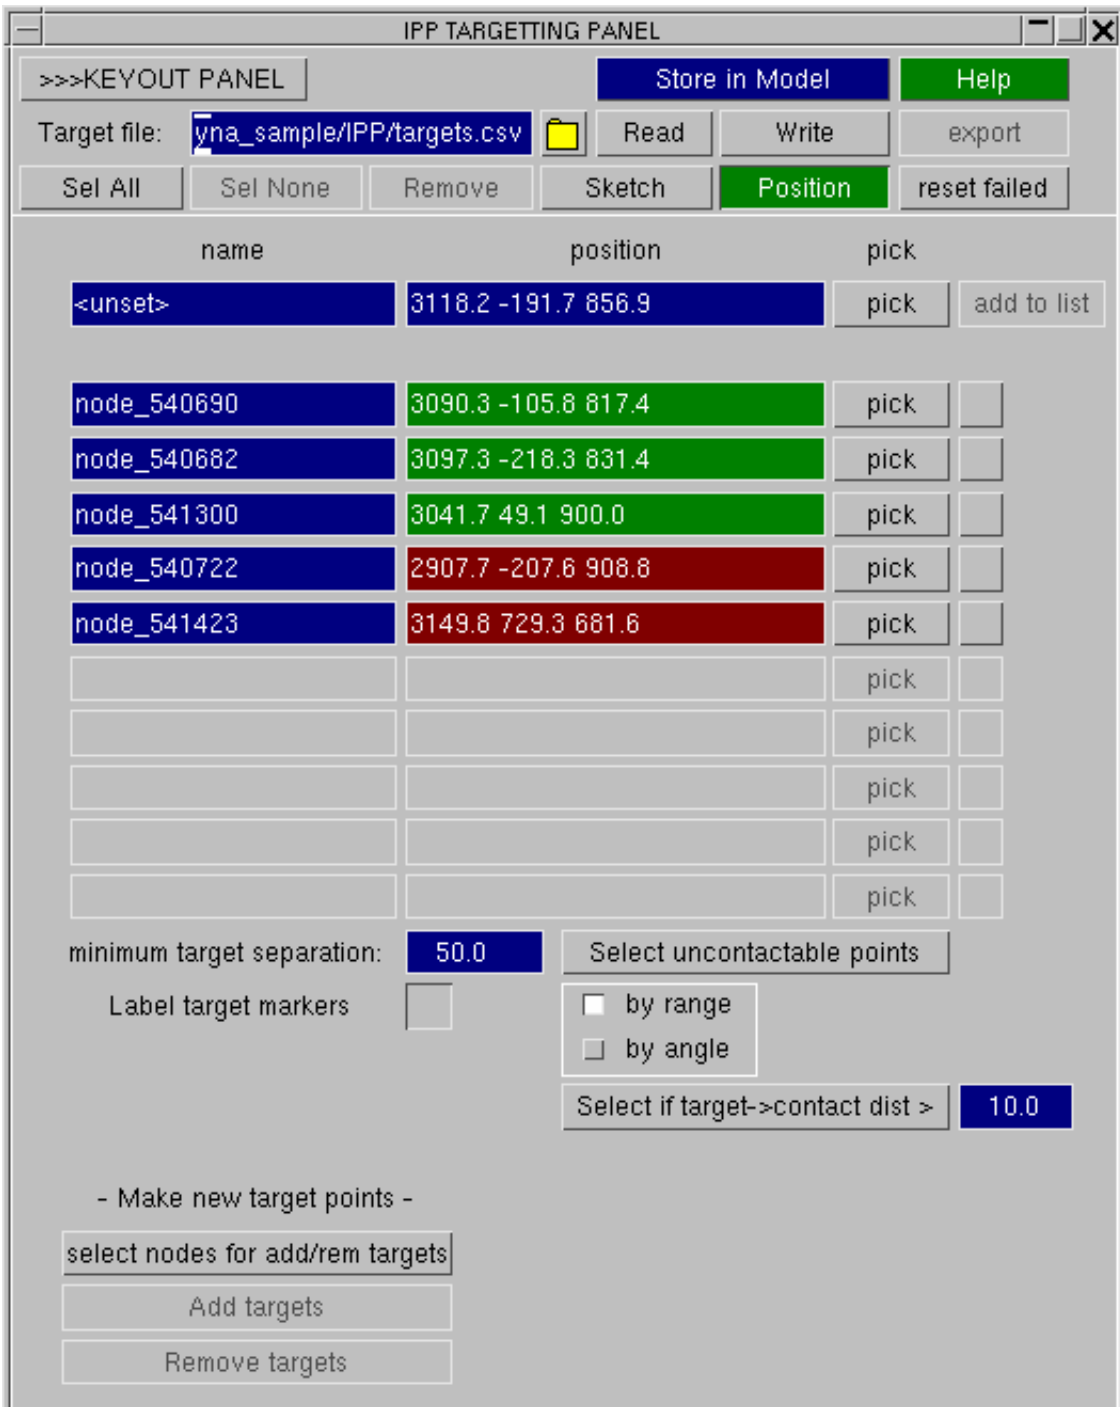 IPP TARGETTING PANEL
>>>KEYOUT PANEL Store in Model Help
Target file: yna_sample/IPP/targets.csv Read Write export
Sel All Sel None Remove Sketch Position reset failed
name position pick
<unset> 3118.2 -191.7 856.9 pick add to list
node_540690 3090.3 -105.8 817.4 pick
node_540682 3097.3 -218.3 831.4 pick
node_541300 3041.7 49.1 900.0 pick
node_540722 2907.7 -207.6 908.8 pick
node_541423 3149.8 729.3 681.6 pick
pick
pick
pick
pick
pick
minimum target separation: 50.0 Select uncontactable points
Label target markers by range
by angle
Select if target->contact dist > 10.0
- Make new target points -
select nodes for add/rem targets
Add targets
Remove targets